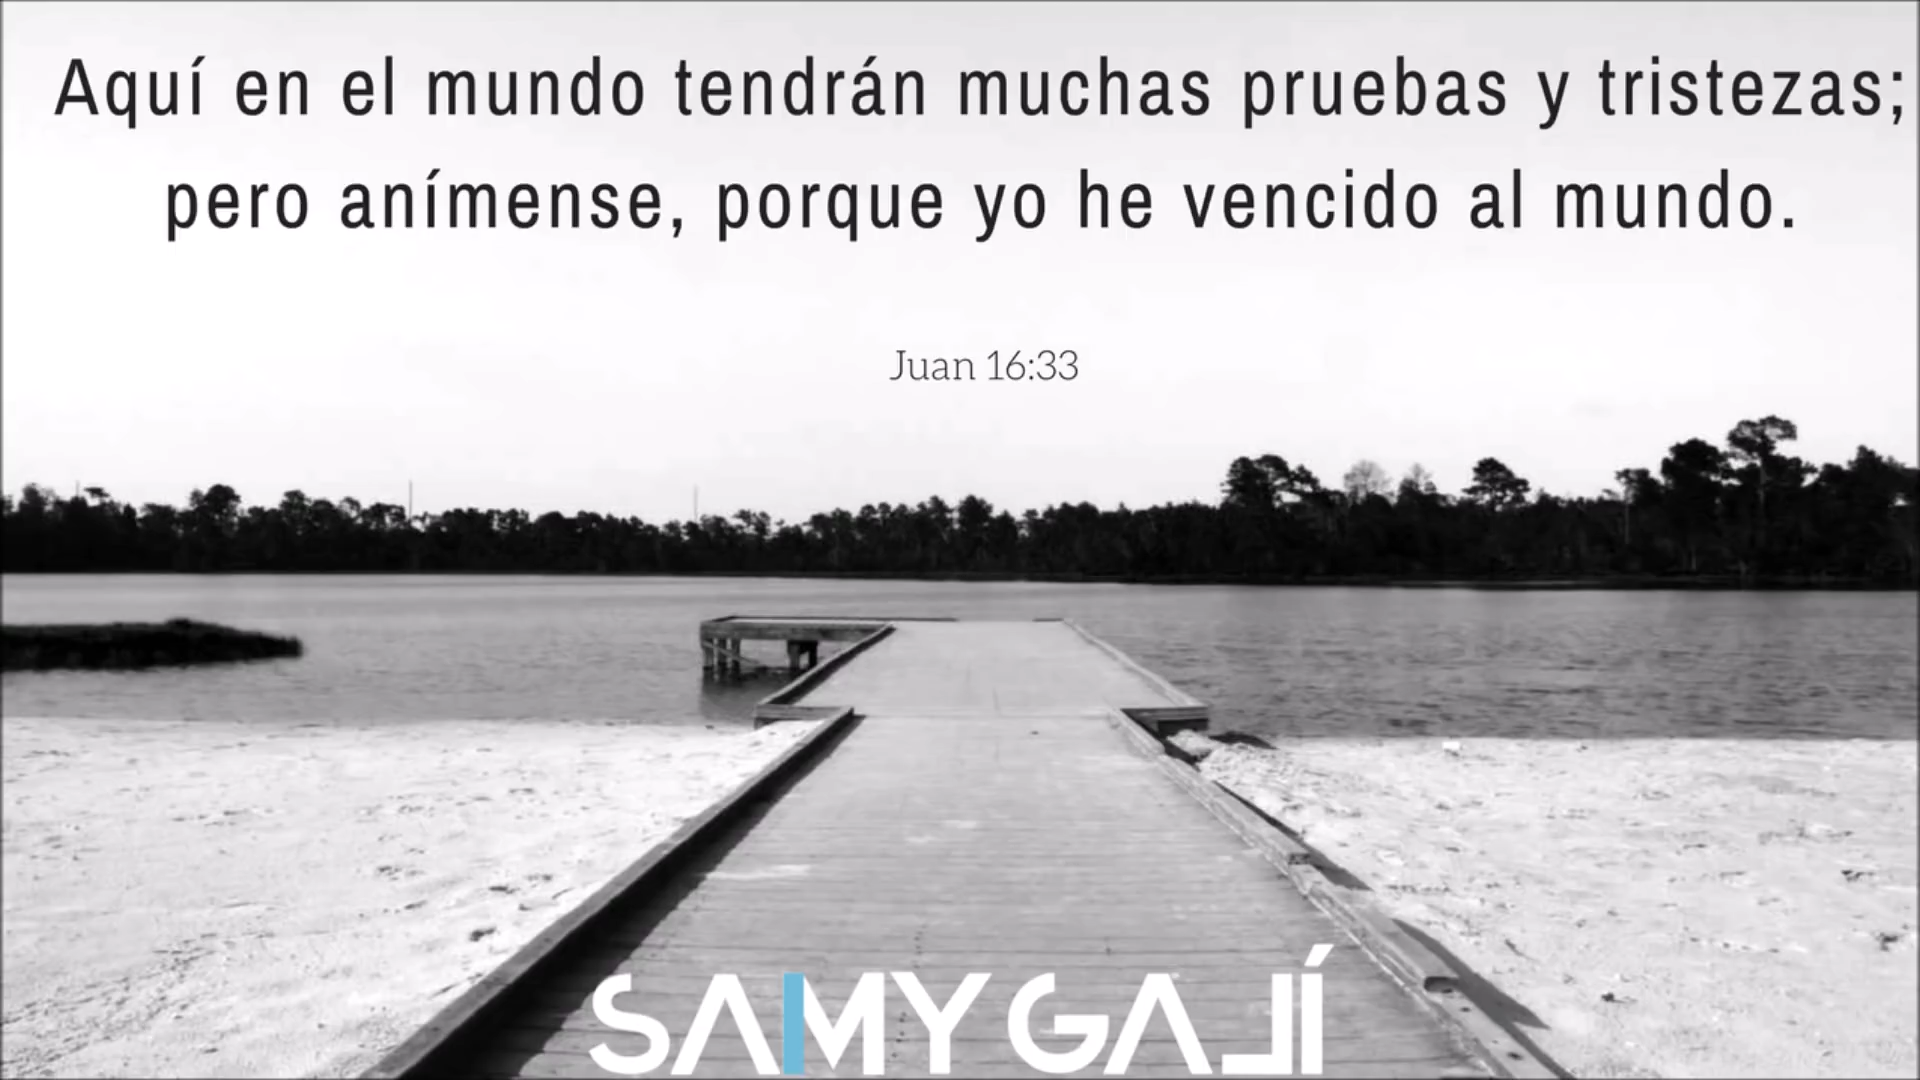 Aquí en el mundo tendrán muchas pruebas y tristezas;
pero anímense, porque yo he vencido al mundo.
Juan 16:33
SAMY GALÍ